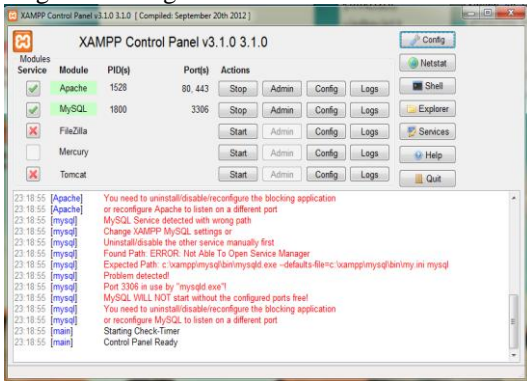 XAMPP Control Panel v3.1.0 3.1.0 [ Compiled: September 20th 2012 ]
XAMPP Control Panel v3.1.0 3.1.0
Config
Modules
Service Module PID(s) Port(s) Actions
Netstat
Apache 1528 80, 443 Stop Admin Config Logs
Shell
MySQL 1800 3306 Stop Admin Config Logs
Explorer
FileZilla Start Admin Config Logs
Services
Mercury Start Admin Config Logs
Help
Tomcat Start Admin Config Logs
Quit
23:18:55 [Apache] You need to uninstall/disable/reconfigure the blocking application
23:18:55 [Apache] or reconfigure Apache to listen on a different port
23:18:55 [mysql] MySQL Service detected with wrong path
23:18:55 [mysql] Change XAMPP MySQL settings or
23:18:55 [mysql] Uninstall/disable the other service manually first
23:18:55 [mysql] Found Path: ERROR: Not Able To Open Service Manager
23:18:55 [mysql] Expected Path: c:\xampp\mysql\bin\mysqld.exe --defaults-file=c:\xampp\mysql\bin\my.ini mysql
23:18:55 [mysql] Problem detected!
23:18:55 [mysql] Port 3306 in use by "mysqld.exe"!
23:18:55 [mysql] MySQL WILL NOT start without the configured ports free!
23:18:55 [mysql] You need to uninstall/disable/reconfigure the blocking application
23:18:55 [mysql] or reconfigure MySQL to listen on a different port
23:18:55 [main] Starting Check-Timer
23:18:55 [main] Control Panel Ready